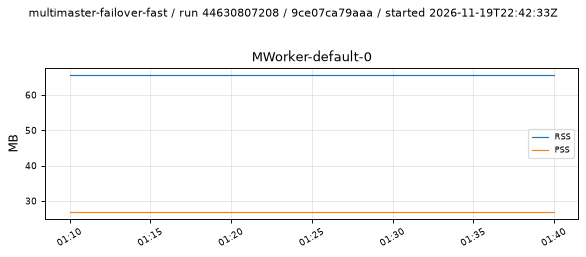 multimaster-failover-fast / run 44630807208 / 9ce07ca79aaa / started 2026-11-19T22:42:33Z
MWorker-default-0
MB
60
50
40
30
RSS
PSS
01:10
01:15
01:20
01:25
01:30
01:35
01:40